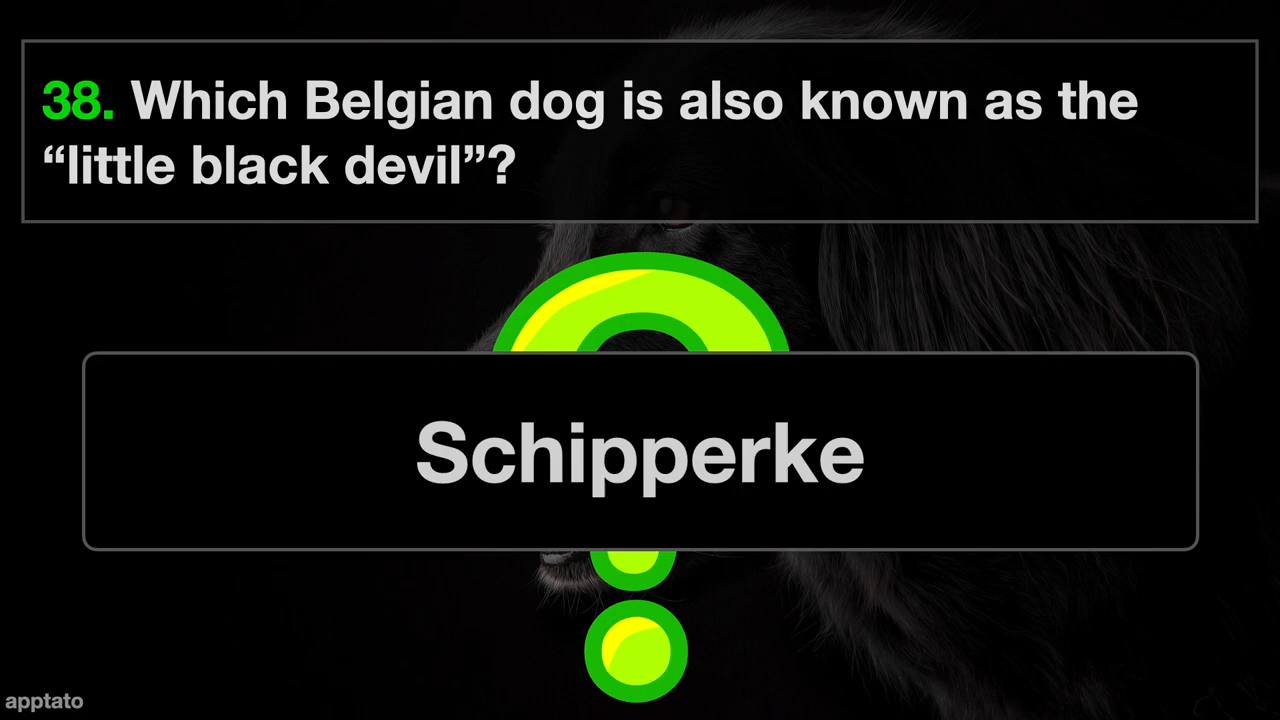 38. Which Belgian dog is also known as the
“little black devil”?
Schipperke
apptato